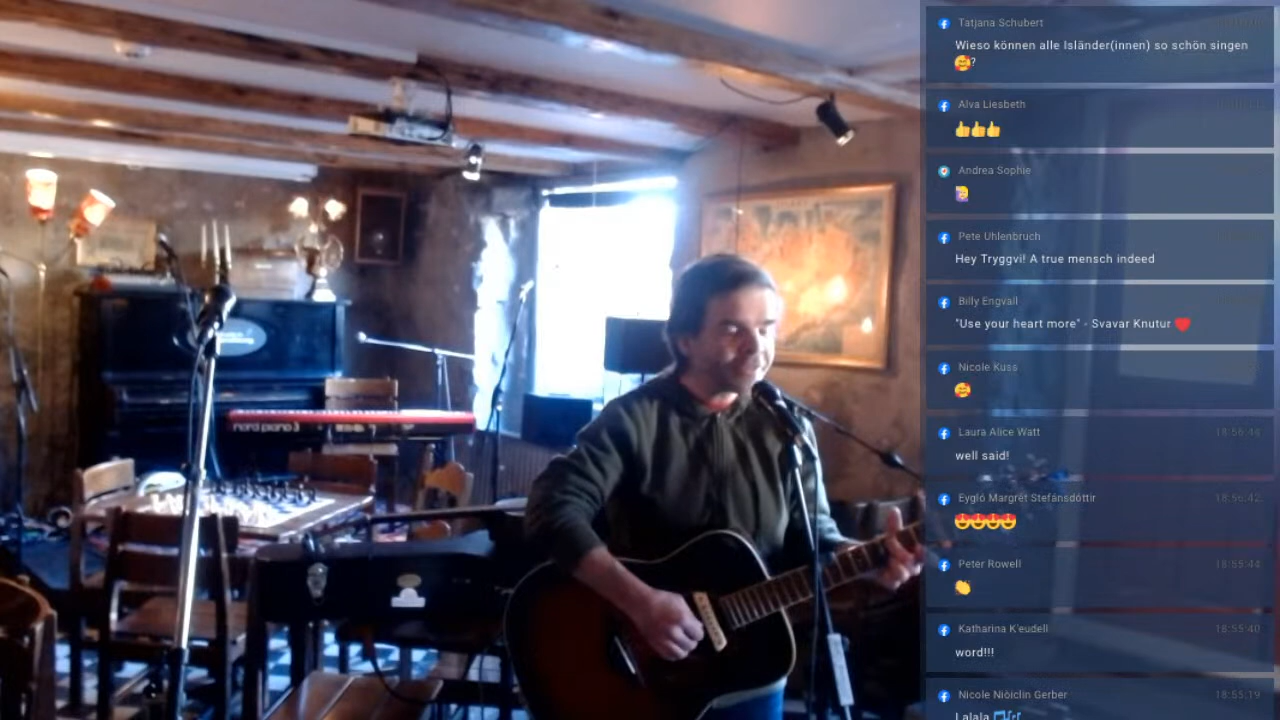 Tatjana Schubert
Wieso können alle Isländer(innen) so schön singen
🥰?
Alva Liesbeth
👍👍👍
Andrea Sophie
Pete Uhlenbruch
Hey Tryggvi! A true mensch indeed
Billy Engvall
"Use your heart more" - Svavar Knutur ❤️
Nicole Kuss
🥰
Laura Alice Watt
18:56:44
well said!
Eygló Margrét Stefánsdóttir
18:56:42
😍😍😍😍
Peter Rowell
18:55:44
👏
Katharina K'eudell
18:55:40
word!!!
Nicole Niòiclin Gerber
18:55:19
Lalala 🎵🎶
nord piano 3